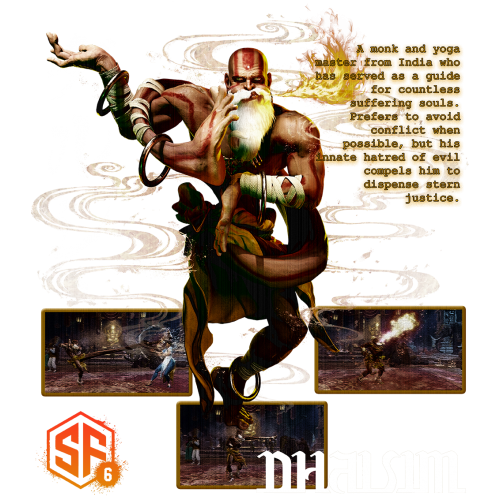 A monk and yoga
master from India who
has served as a guide
for countless
suffering souls.
Prefers to avoid
conflict when
possible, but his
innate hatred of evil
compels him to
dispense stern
justice.
SF
6
DHALSIM